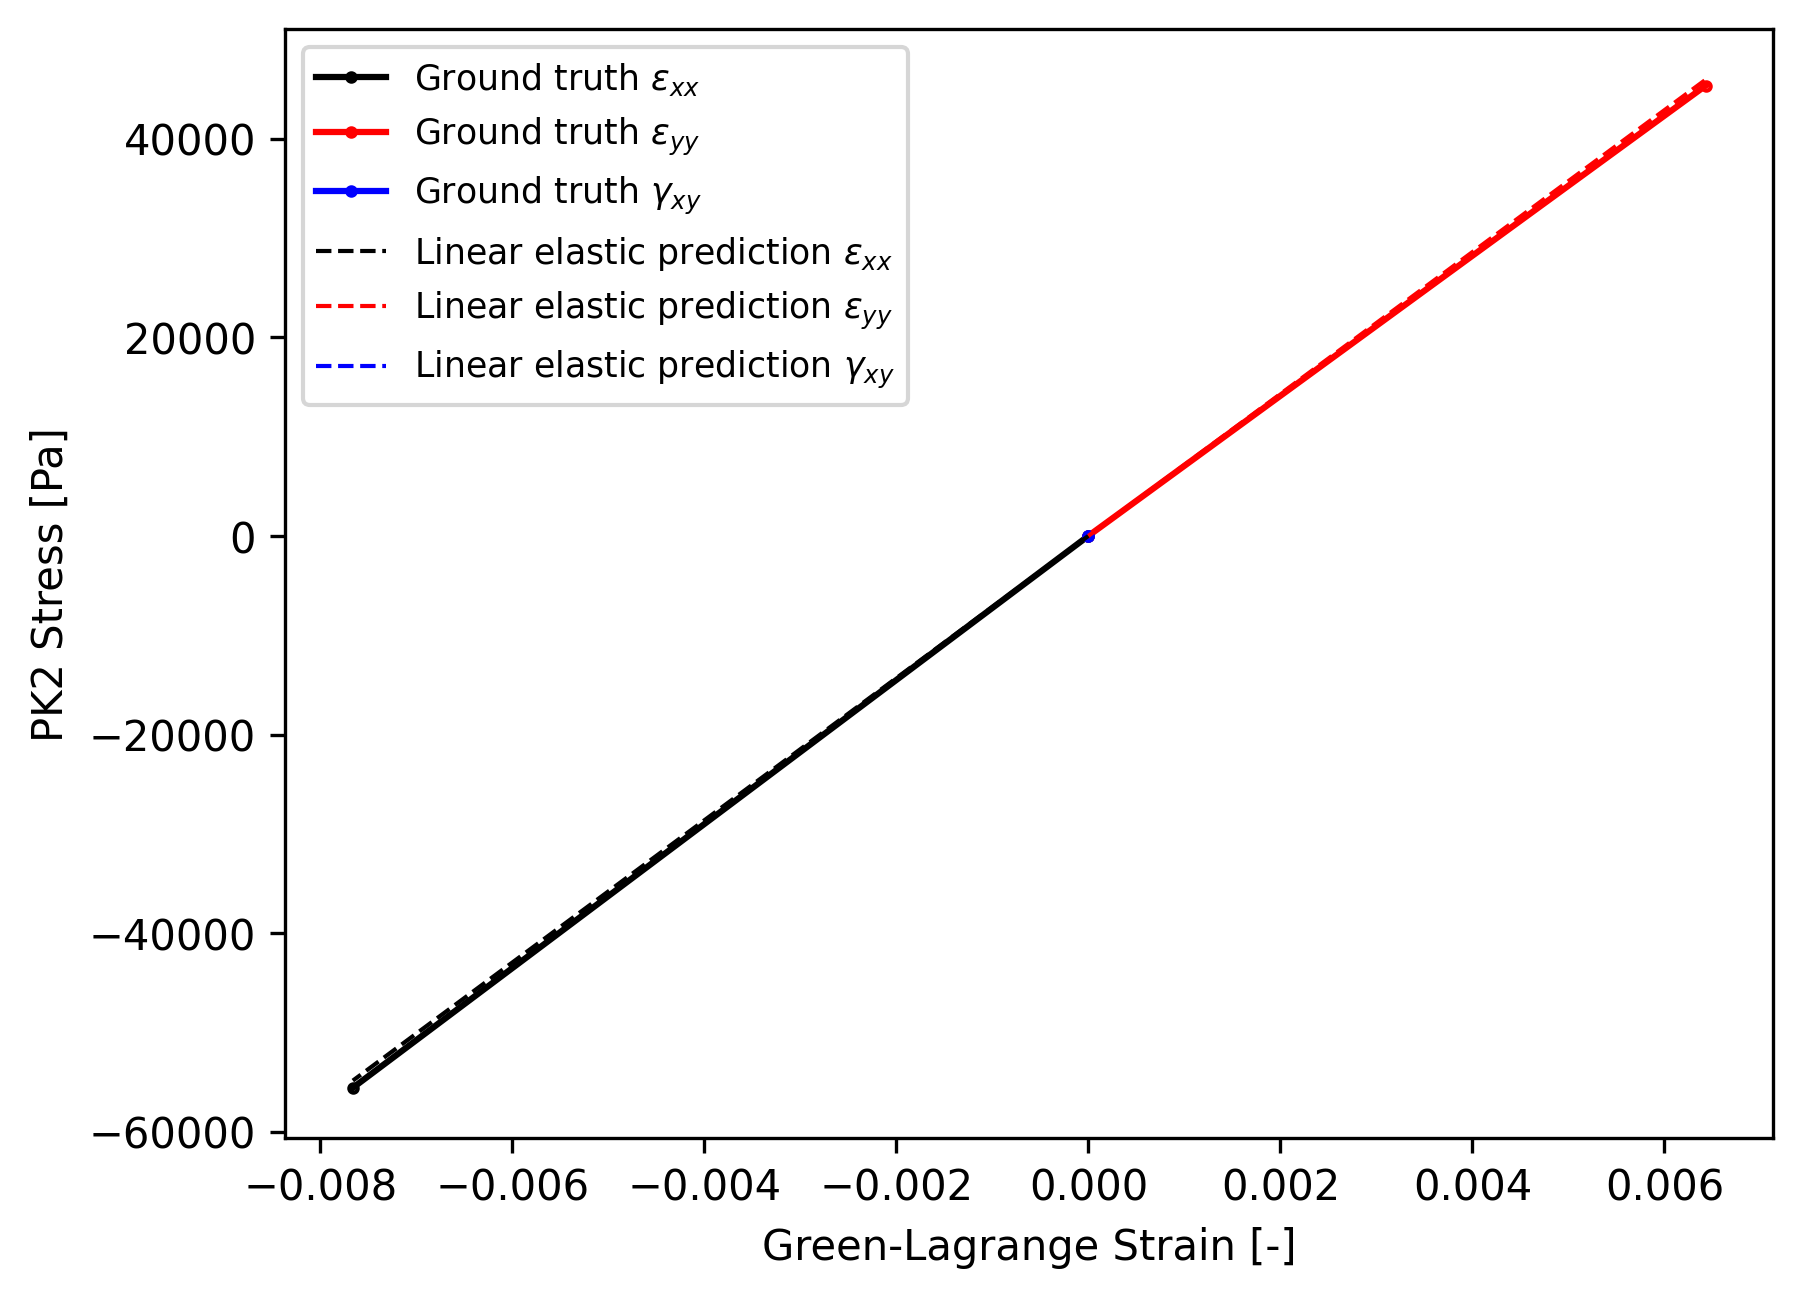 Ground truth εxx
Ground truth εyy
Ground truth γxy
Linear elastic prediction εxx
Linear elastic prediction εyy
Linear elastic prediction γxy
40000
20000
0
−20000
−40000
−60000
PK2 Stress [Pa]
−0.008 −0.006 −0.004 −0.002 0.000 0.002 0.004 0.006
Green-Lagrange Strain [-]